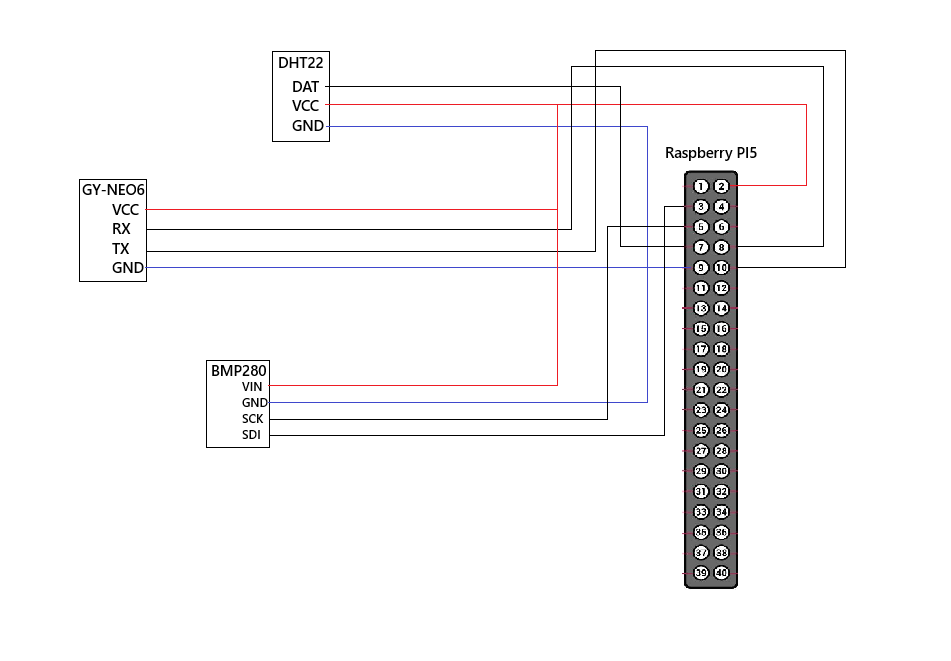 DHT22
DAT
VCC
GND
Raspberry PI5
GY-NEO6
VCC
RX
TX
GND
BMP280
VIN
GND
SCK
SDI
1 2
3 4
5 6
7 8
9 10
11 12
13 14
15 16
17 18
19 20
21 22
23 24
25 26
27 28
29 30
31 32
33 34
35 36
37 38
39 40